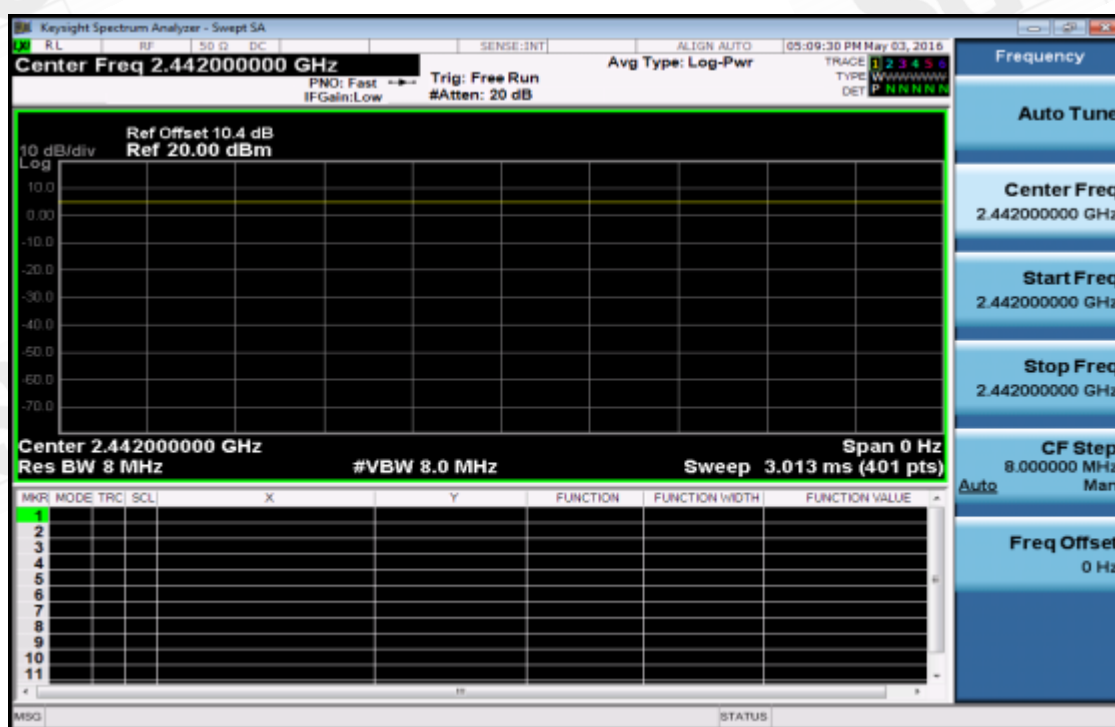 Keysight Spectrum Analyzer - Swept SA
RL RF 50 Ω DC SENSE:INT ALIGN AUTO 05:09:30 PM May 03, 2016
Center Freq 2.442000000 GHz
PNO: Fast
IFGain:Low
Trig: Free Run
#Atten: 20 dB
Avg Type: Log-Pwr
TRACE 1 2 3 4 5 6
TYPE WWWWWW
DET P N N N N N
Ref Offset 10.4 dB
10 dB/div Ref 20.00 dBm
Log
10.0
0.00
-10.0
-20.0
-30.0
-40.0
-50.0
-60.0
-70.0
Center 2.442000000 GHz Span 0 Hz
Res BW 8 MHz #VBW 8.0 MHz Sweep 3.013 ms (401 pts)
MKR MODE TRC SCL X Y FUNCTION FUNCTION WIDTH FUNCTION VALUE
1
2
3
4
5
6
7
8
9
10
11
MSG STATUS
Frequency
Auto Tune
Center Freq
2.442000000 GHz
Start Freq
2.442000000 GHz
Stop Freq
2.442000000 GHz
CF Step
8.000000 MHz
Auto Man
Freq Offset
0 Hz